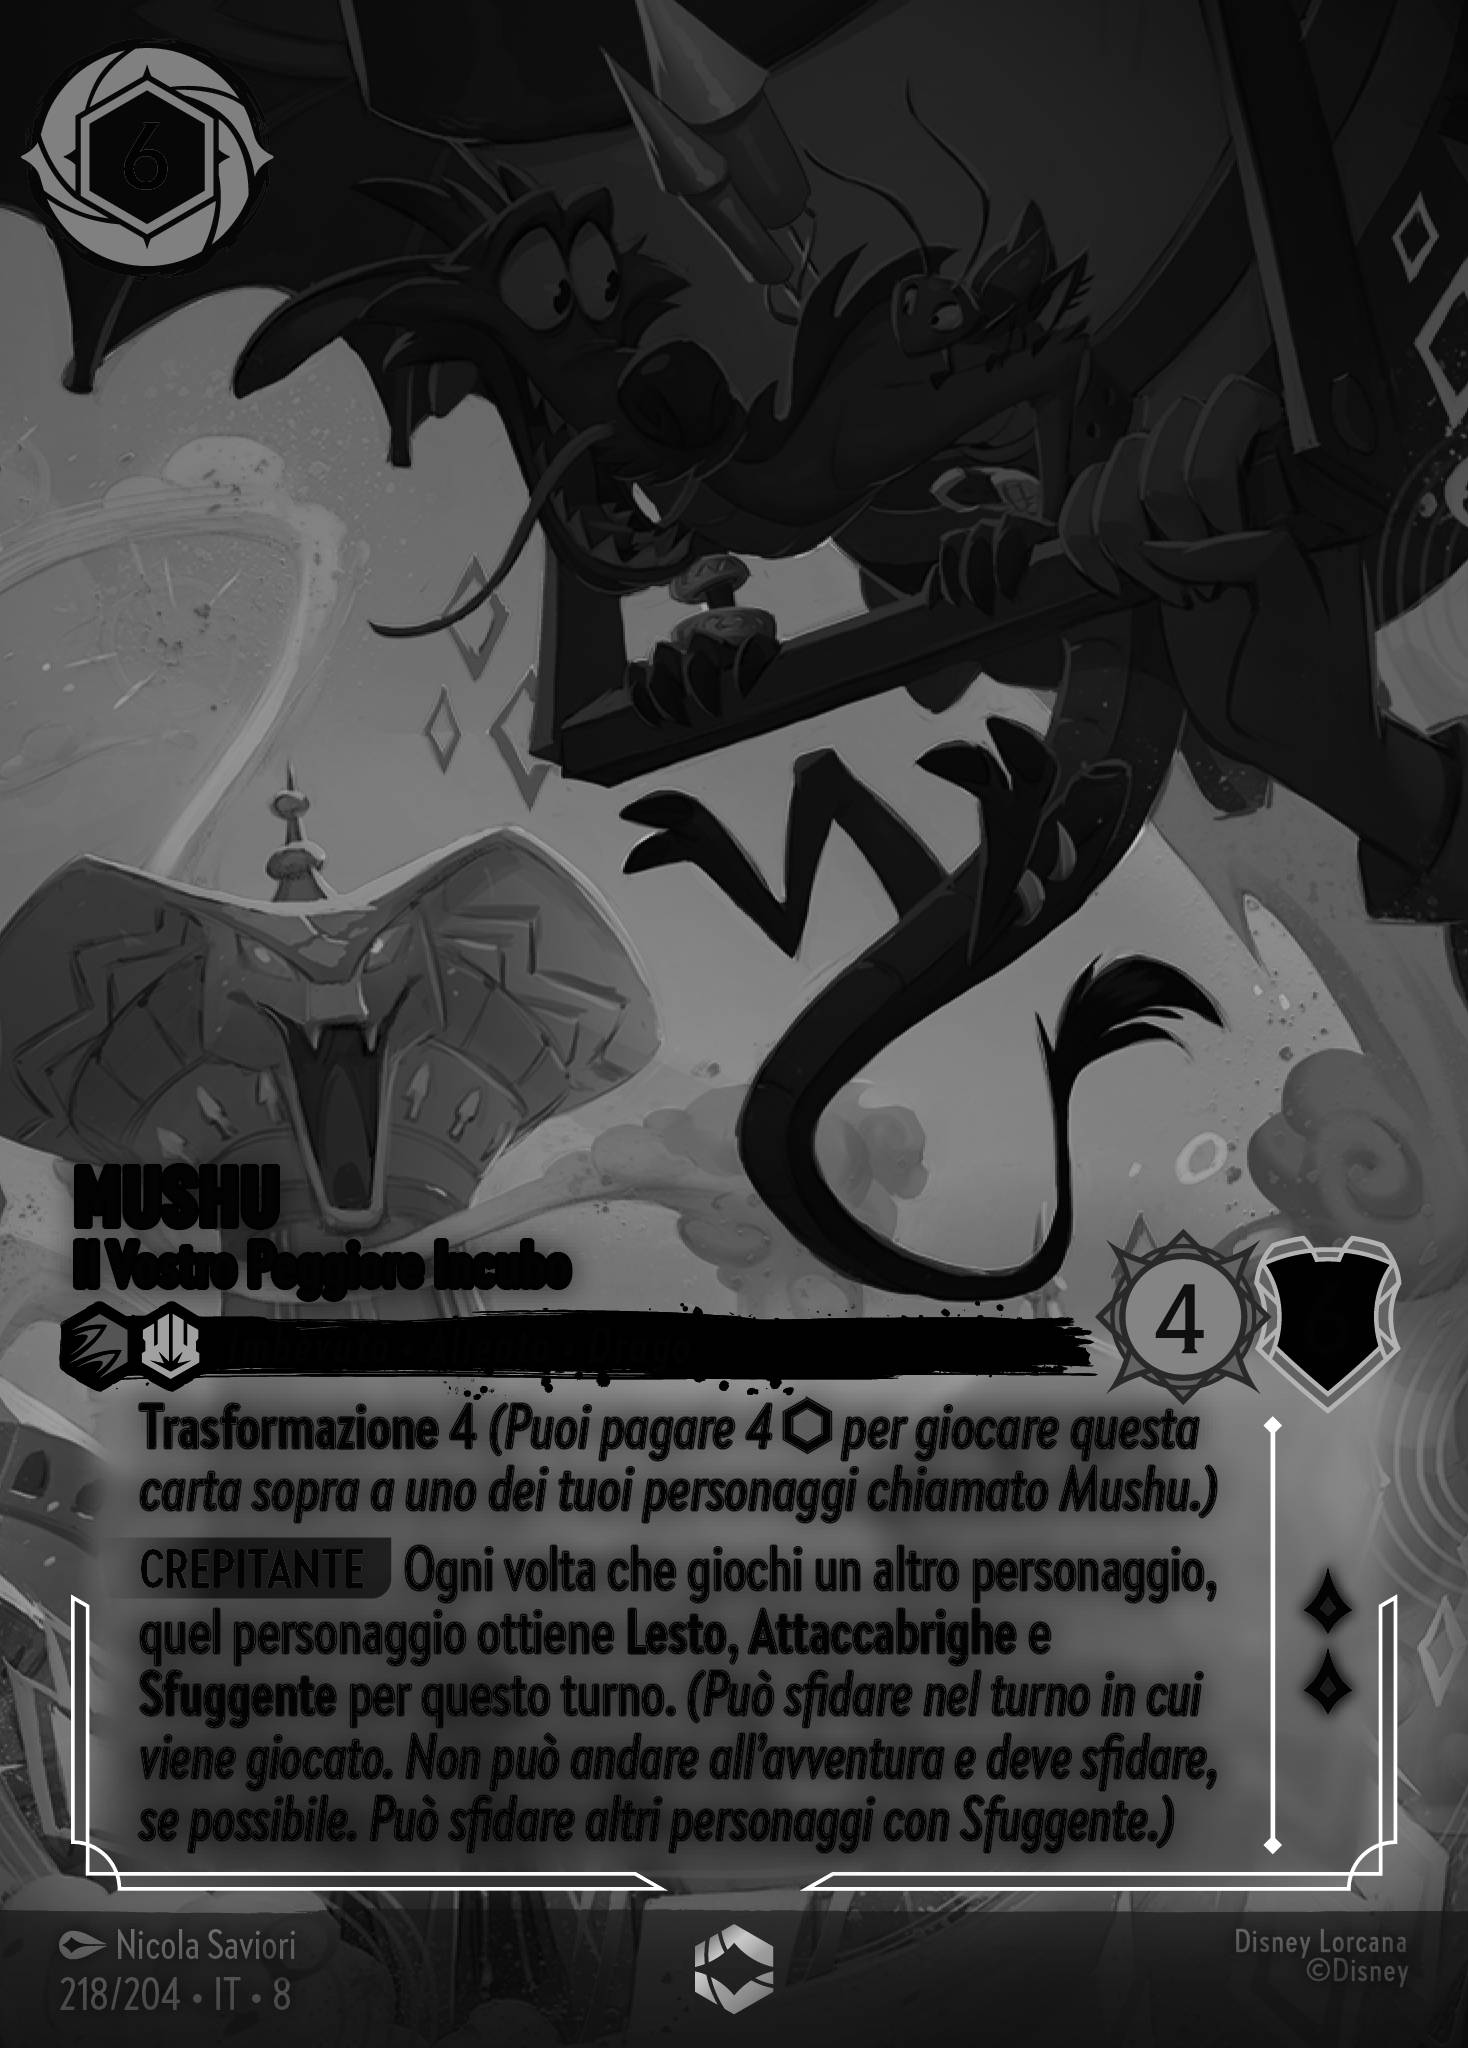 6
MUSHU
Il Vostro Peggiore Incubo
4
Imbevuta • Alleato • Drago
Trasformazione 4 (Puoi pagare 4 per giocare questa
carta sopra a uno dei tuoi personaggi chiamato Mushu.)
CREPITANTE Ogni volta che giochi un altro personaggio,
quel personaggio ottiene Lesto, Attaccabrighe e
Sfuggente per questo turno. (Può sfidare nel turno in cui
viene giocato. Non può andare all’avventura e deve sfidare,
se possibile. Può sfidare altri personaggi con Sfuggente.)
Nicola Saviori
218/204 • IT • 8
Disney Lorcana
©Disney